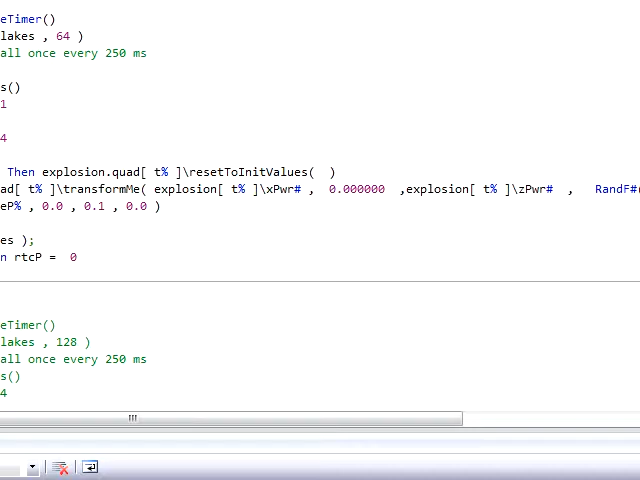 eTimer()
lakes , 64 )
all once every 250 ms
s()
1
4
Then explosion.quad[ t% ]\resetToInitValues(  )
ad[ t% ]\transformMe( explosion[ t% ]\xPwr# ,  0.000000  ,explosion[ t% ]\zPwr#  ,   RandF#(
eP% , 0.0 , 0.1 , 0.0 )
es );
n rtcP =  0
eTimer()
lakes , 128 )
all once every 250 ms
s()
4